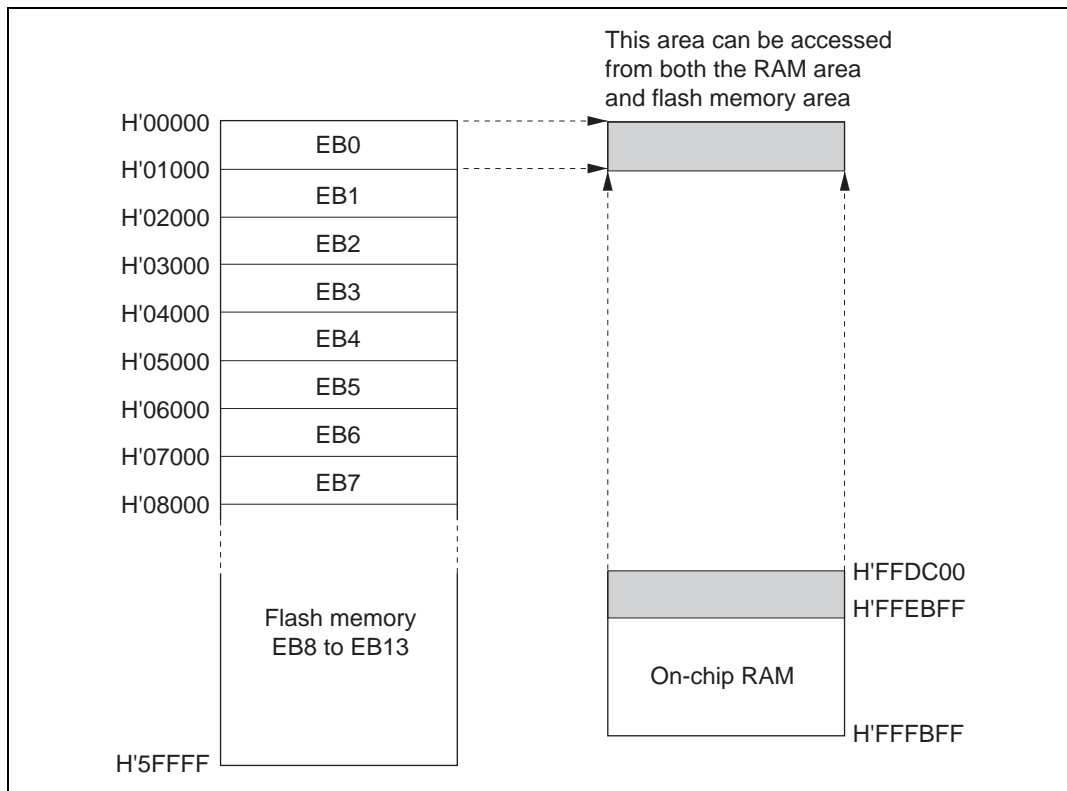 This area can be accessed
from both the RAM area
and flash memory area
H'00000
EB0
H'01000
EB1
H'02000
EB2
H'03000
EB3
H'04000
EB4
H'05000
EB5
H'06000
EB6
H'07000
EB7
H'08000
Flash memory
EB8 to EB13
H'5FFFF
H'FFDC00
H'FFEBFF
On-chip RAM
H'FFFBFF